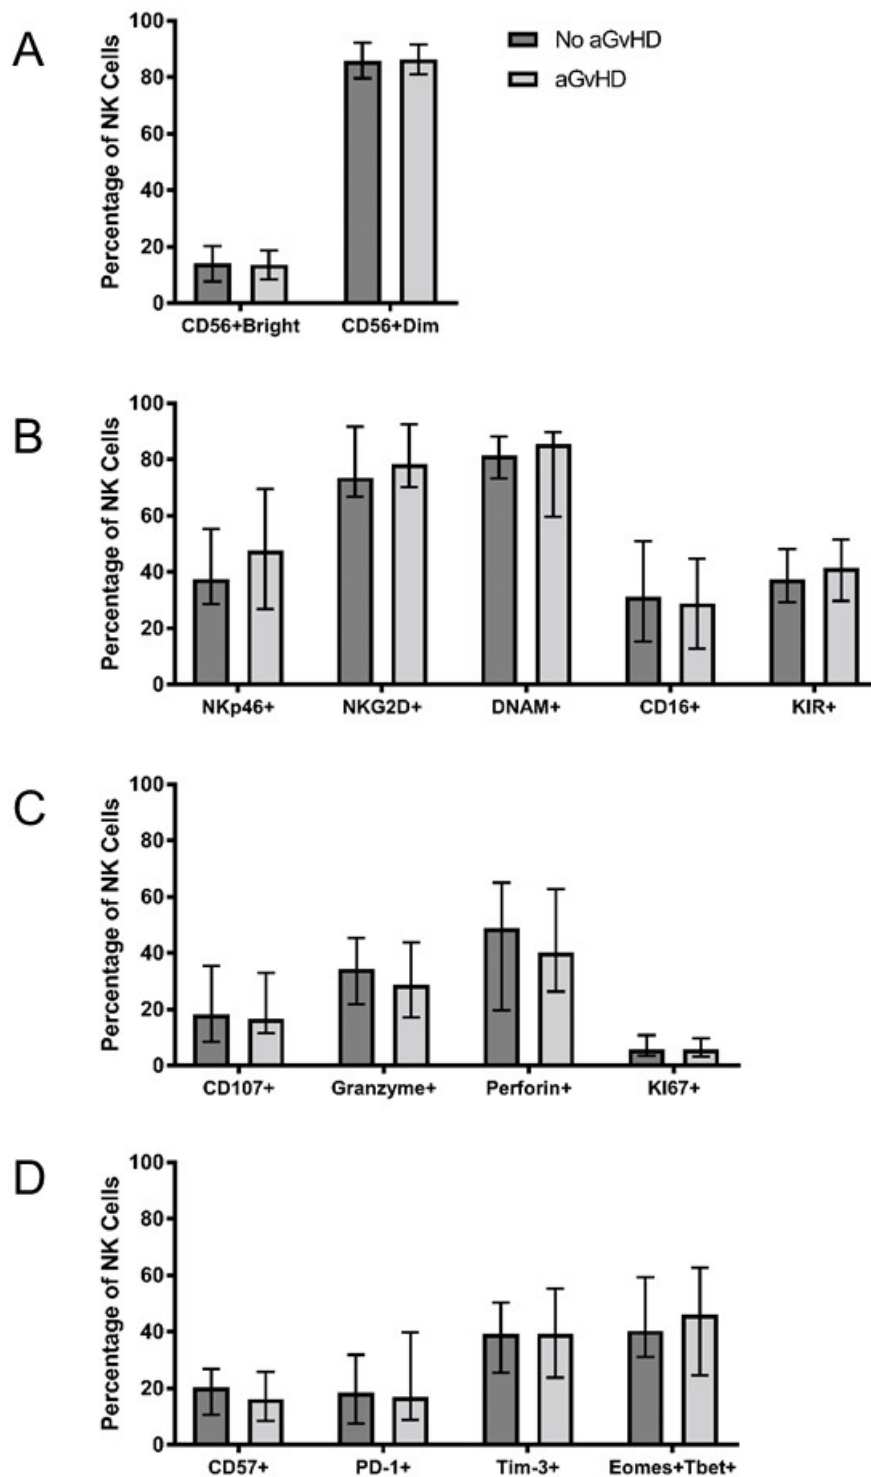 A
Percentage of NK Cells
100
80
60
40
20
0
CD56+Bright CD56+Dim
No aGvHD
aGvHD
B
Percentage of NK Cells
100
80
60
40
20
0
NKp46+ NKG2D+ DNAM+ CD16+ KIR+
C
Percentage of NK Cells
100
80
60
40
20
0
CD107+ Granzyme+ Perforin+ KI67+
D
Percentage of NK Cells
100
80
60
40
20
0
CD57+ PD-1+ Tim-3+ Eomes+Tbet+